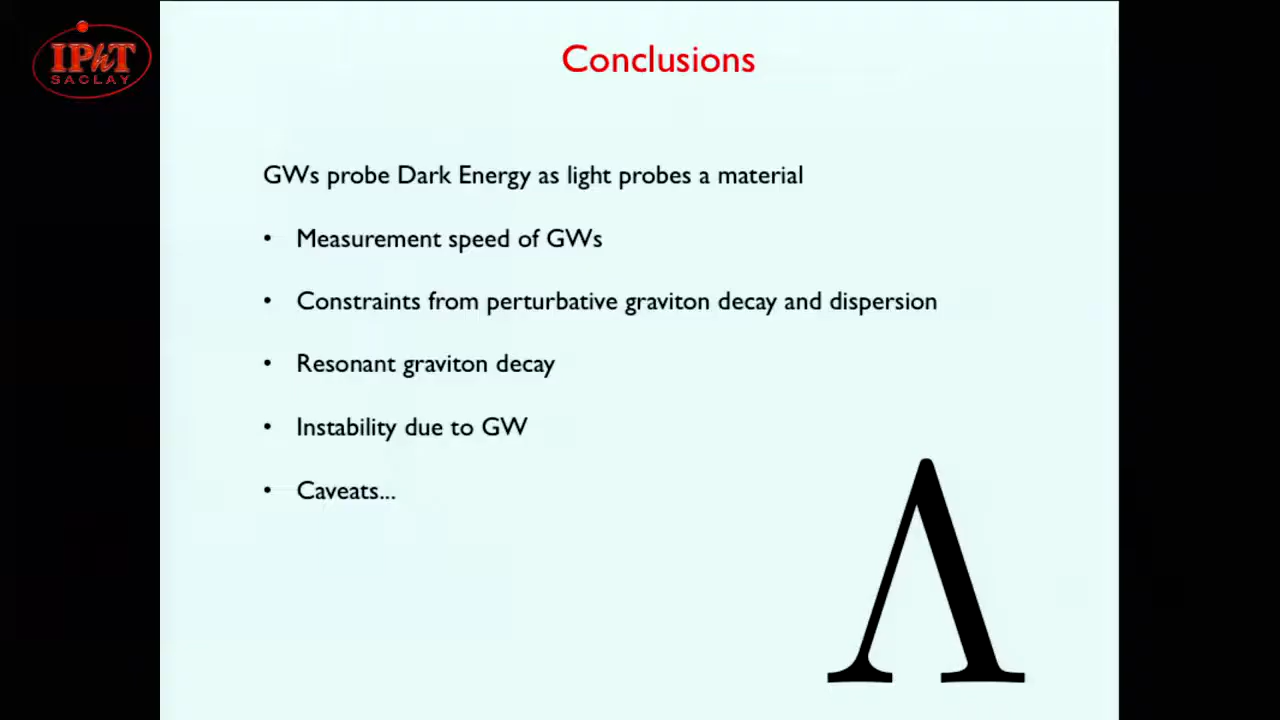 IPhT
SACLAY
Conclusions
GWs probe Dark Energy as light probes a material
• Measurement speed of GWs
• Constraints from perturbative graviton decay and dispersion
• Resonant graviton decay
• Instability due to GW
• Caveats...
Λ